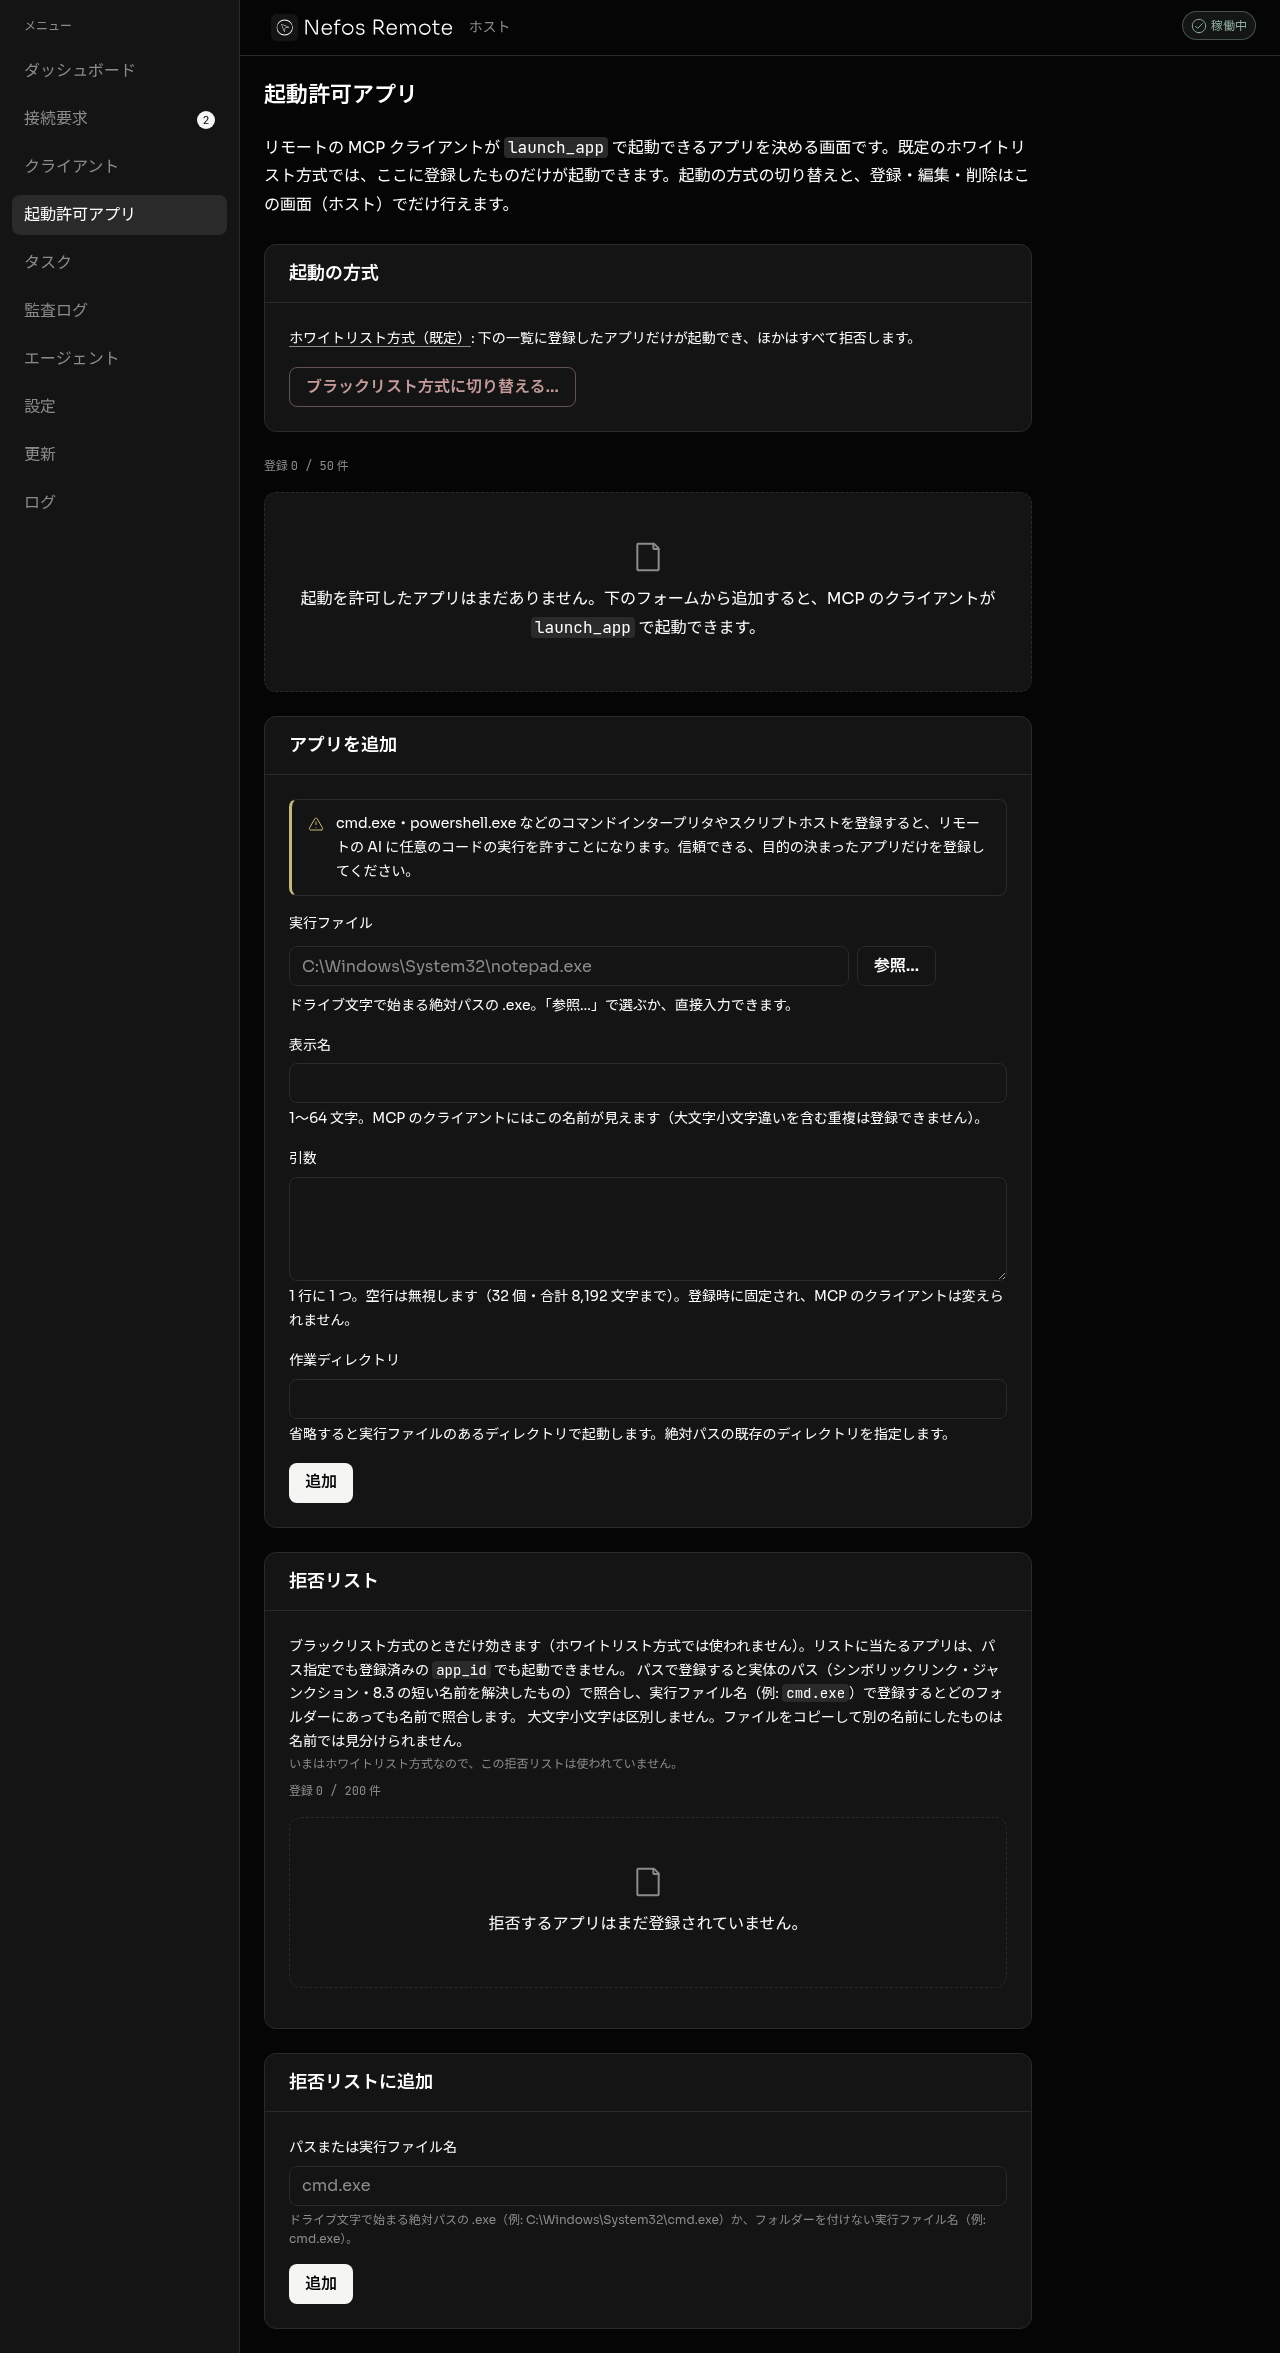 メニュー
ダッシュボード
接続要求
2
クライアント
起動許可アプリ
タスク
監査ログ
エージェント
設定
更新
ログ
Nefos Remote ホスト
稼働中
起動許可アプリ
リモートの MCP クライアントが launch_app で起動できるアプリを決める画面です。既定のホワイトリ
スト方式では、ここに登録したものだけが起動できます。起動の方式の切り替えと、登録・編集・削除はこ
の画面（ホスト）でだけ行えます。
起動の方式
ホワイトリスト方式（既定）: 下の一覧に登録したアプリだけが起動でき、ほかはすべて拒否します。
ブラックリスト方式に切り替える...
登録 0 / 50 件
起動を許可したアプリはまだありません。下のフォームから追加すると、MCP のクライアントが
launch_app で起動できます。
アプリを追加
cmd.exe・powershell.exe などのコマンドインタープリタやスクリプトホストを登録すると、リモー
トの AI に任意のコードの実行を許すことになります。信頼できる、目的の決まったアプリだけを登録し
てください。
実行ファイル
C:\Windows\System32\notepad.exe
参照...
ドライブ文字で始まる絶対パスの .exe。「参照...」で選ぶか、直接入力できます。
表示名
1〜64 文字。MCP のクライアントにはこの名前が見えます（大文字小文字違いを含む重複は登録できません）。
引数
1 行に 1 つ。空行は無視します（32 個・合計 8,192 文字まで）。登録時に固定され、MCP のクライアントは変えら
れません。
作業ディレクトリ
省略すると実行ファイルのあるディレクトリで起動します。絶対パスの既存のディレクトリを指定します。
追加
拒否リスト
ブラックリスト方式のときだけ効きます（ホワイトリスト方式では使われません）。リストに当たるアプリは、パ
ス指定でも登録済みの app_id でも起動できません。 パスで登録すると実体のパス（シンボリックリンク・ジャ
ンクション・8.3 の短い名前を解決したもの）で照合し、実行ファイル名（例: cmd.exe）で登録するとどのフォ
ルダーにあっても名前で照合します。 大文字小文字は区別しません。ファイルをコピーして別の名前にしたものは
名前では見分けられません。
いまはホワイトリスト方式なので、この拒否リストは使われていません。
登録 0 / 200 件
拒否するアプリはまだ登録されていません。
拒否リストに追加
パスまたは実行ファイル名
cmd.exe
ドライブ文字で始まる絶対パスの .exe（例: C:\Windows\System32\cmd.exe）か、フォルダーを付けない実行ファイル名（例:
cmd.exe）。
追加